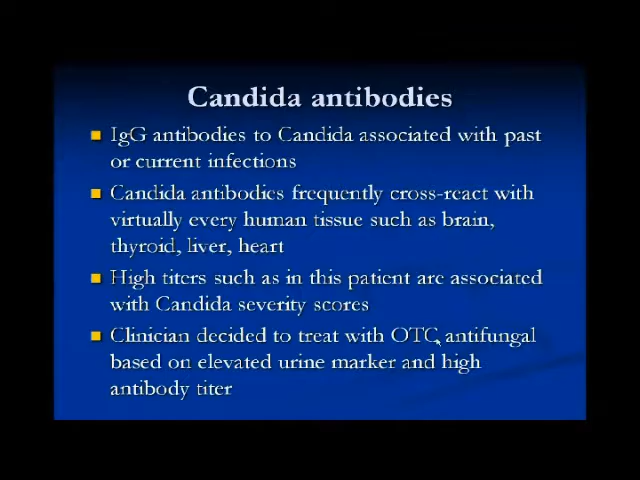 Candida antibodies
IgG antibodies to Candida associated with past
or current infections
Candida antibodies frequently cross-react with
virtually every human tissue such as brain,
thyroid, liver, heart
High titers such as in this patient are associated
with Candida severity scores
Clinician decided to treat with OTC antifungal
based on elevated urine marker and high
antibody titer